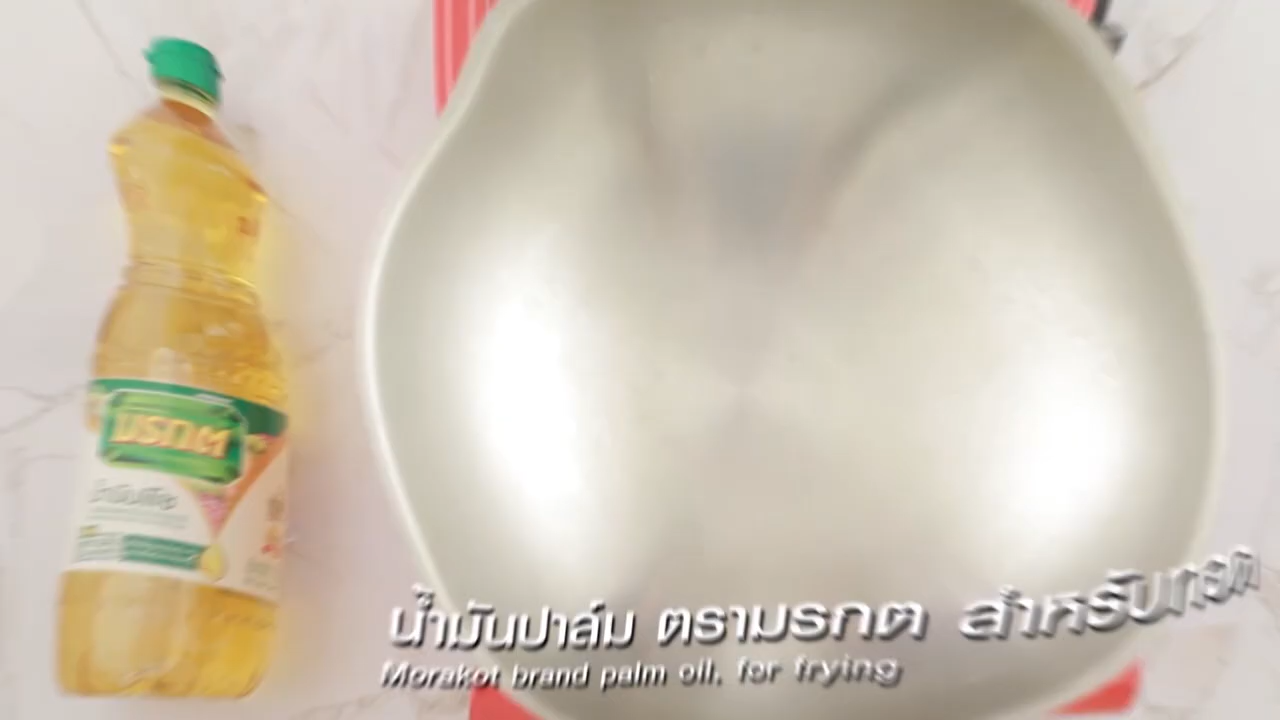 มรกต
น้ำมันปาล์ม ตรามรกต สำหรับทอด
Morakot brand palm oil, for frying